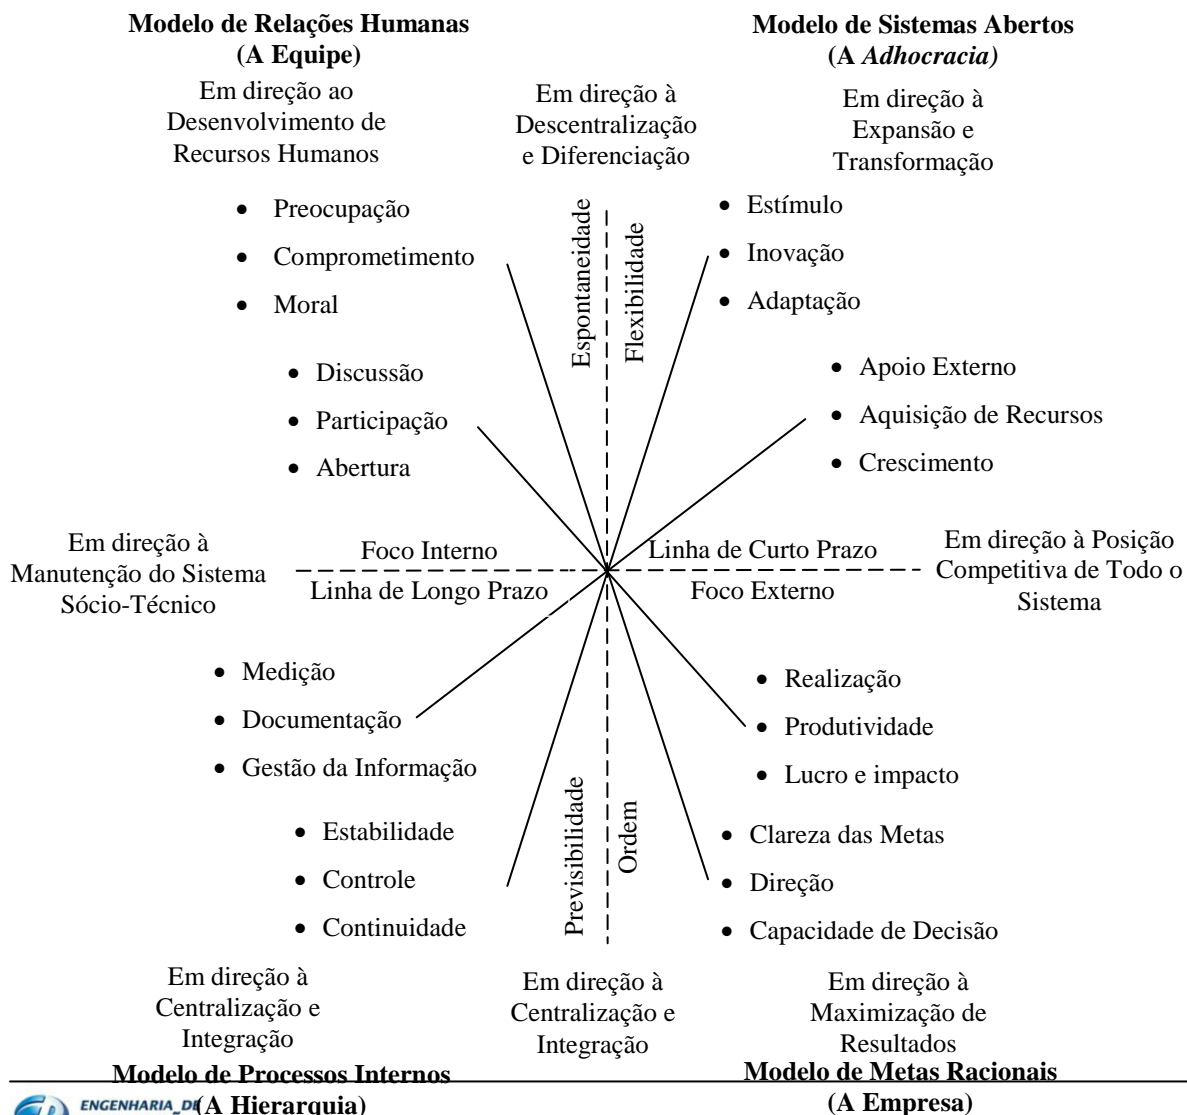 Modelo de Relações Humanas
(A Equipe)
Modelo de Sistemas Abertos
(A Adhocracia)
Em direção ao
Desenvolvimento de
Recursos Humanos
Em direção à
Descentralização
e Diferenciação
Em direção à
Expansão e
Transformação
• Preocupação
• Comprometimento
• Moral
Espontaneidade
Flexibilidade
• Estímulo
• Inovação
• Adaptação
• Discussão
• Participação
• Abertura
• Apoio Externo
• Aquisição de Recursos
• Crescimento
Em direção à
Manutenção do Sistema
Sócio-Técnico
Foco Interno
Linha de Longo Prazo
Linha de Curto Prazo
Foco Externo
Em direção à Posição
Competitiva de Todo o
Sistema
• Medição
• Documentação
• Gestão da Informação
• Realização
• Produtividade
• Lucro e impacto
• Estabilidade
• Controle
• Continuidade
Previsibilidade
Ordem
• Clareza das Metas
• Direção
• Capacidade de Decisão
Em direção à
Centralização e
Integração
Em direção à
Centralização e
Integração
Em direção à
Maximização de
Resultados
Modelo de Processos Internos
(A Hierarquia)
Modelo de Metas Racionais
(A Empresa)
ENGENHARIA_DE